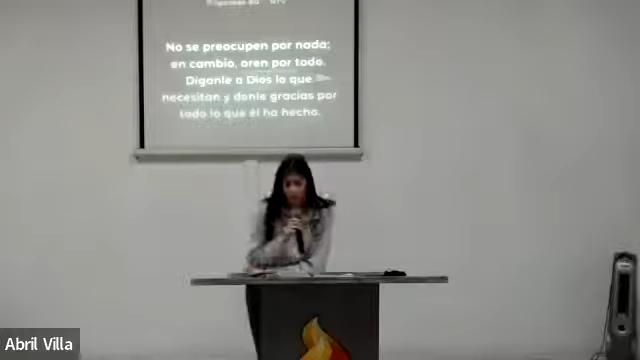 No se preocupen por nada;
en cambio, oren por todo.
Díganle a Dios lo que
necesitan y denle gracias por
todo lo que él ha hecho.
Abril Villa